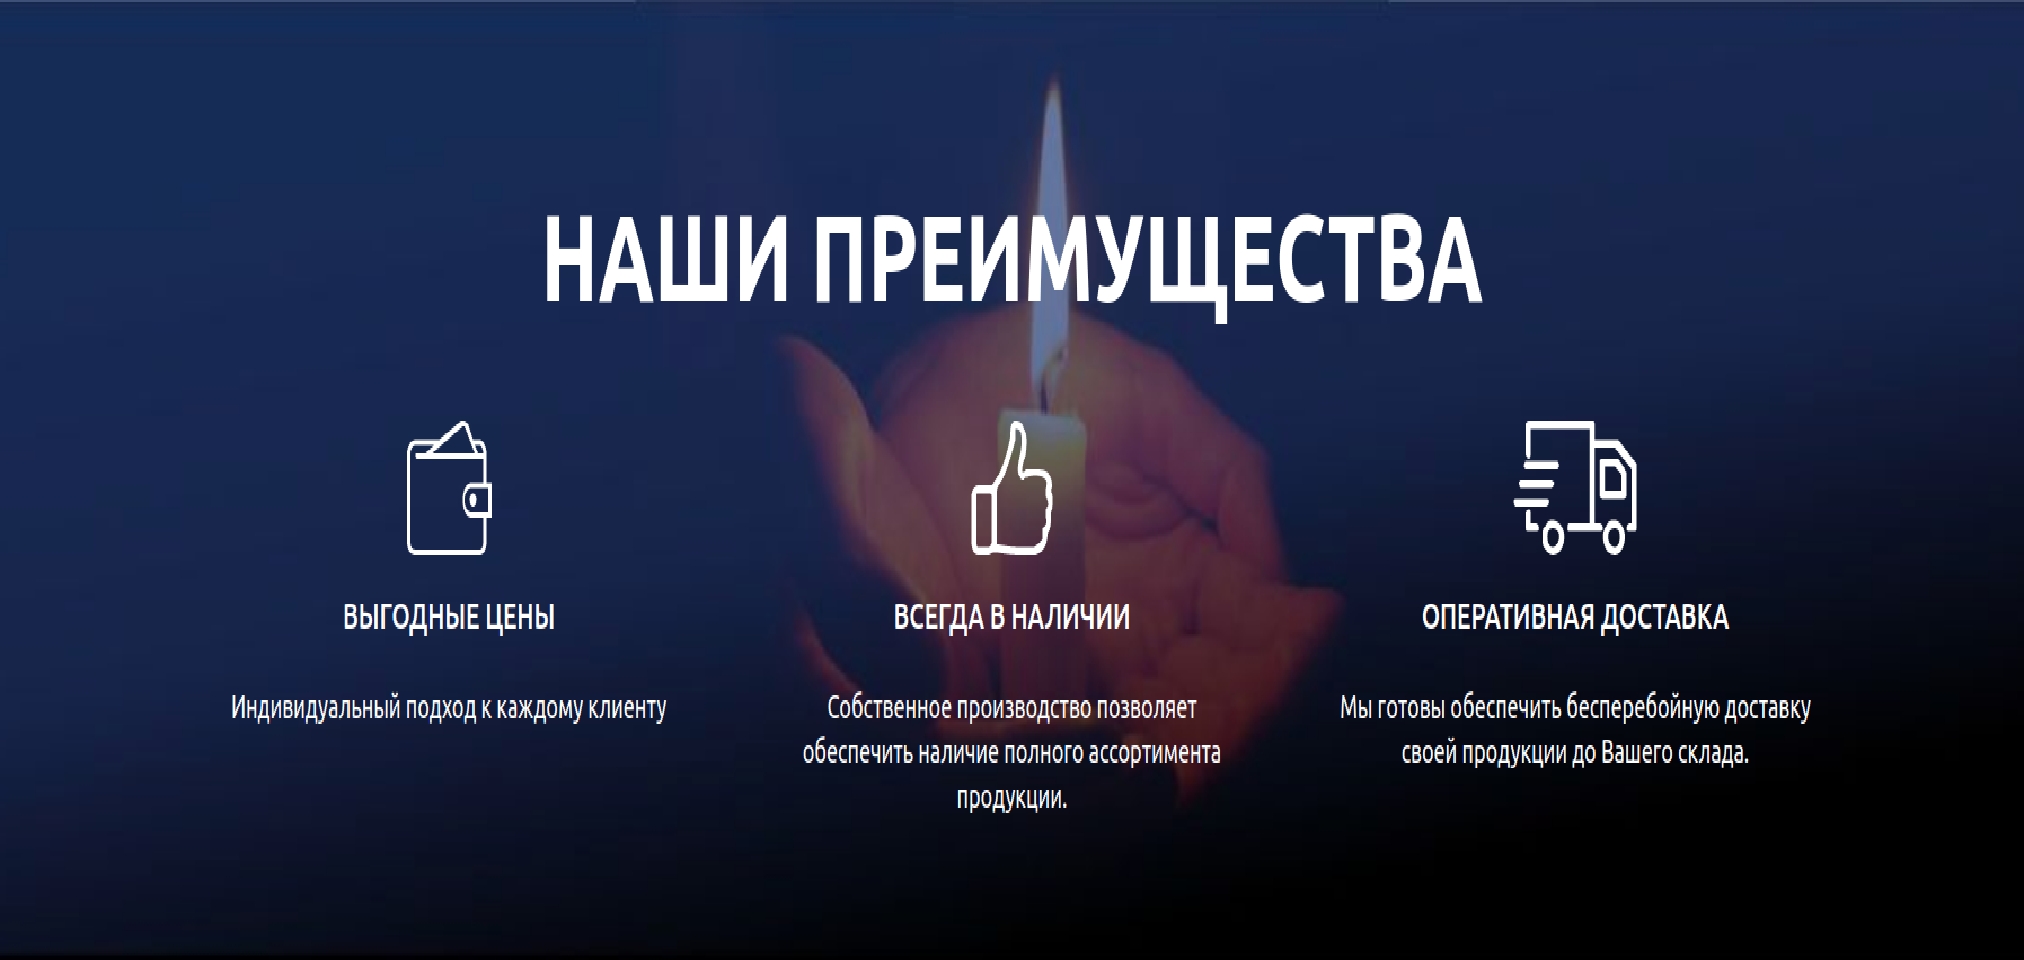 НАШИ ПРЕИМУЩЕСТВА
ВЫГОДНЫЕ ЦЕНЫ
Индивидуальный подход к каждому клиенту
ВСЕГДА В НАЛИЧИИ
Собственное производство позволяет
обеспечить наличие полного ассортимента
продукции.
ОПЕРАТИВНАЯ ДОСТАВКА
Мы готовы обеспечить бесперебойную доставку
своей продукции до Вашего склада.